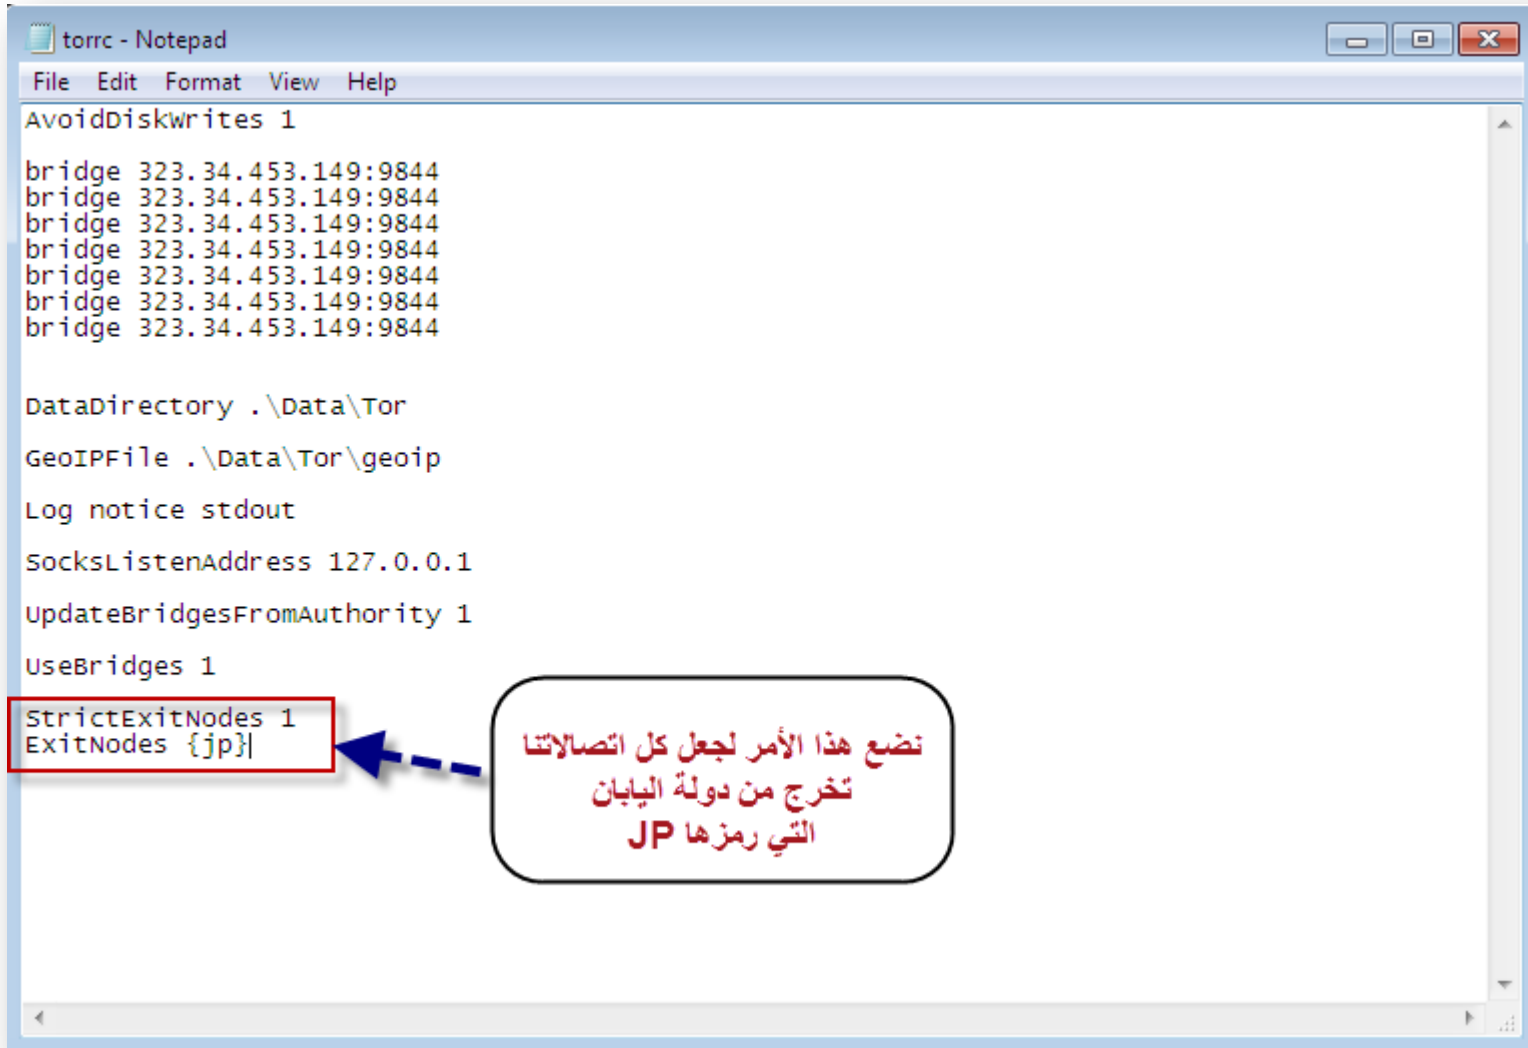 torrc - Notepad
File Edit Format View Help
AvoidDiskWrites 1
bridge 323.34.453.149:9844
bridge 323.34.453.149:9844
bridge 323.34.453.149:9844
bridge 323.34.453.149:9844
bridge 323.34.453.149:9844
bridge 323.34.453.149:9844
bridge 323.34.453.149:9844
DataDirectory .\Data\Tor
GeoIPFile .\Data\Tor\geoip
Log notice stdout
SocksListenAddress 127.0.0.1
UpdateBridgesFromAuthority 1
UseBridges 1
StrictExitNodes 1
ExitNodes {jp}
نضع هذا الأمر لجعل كل اتصالاتنا
تخرج من دولة اليابان
التي رمزها JP